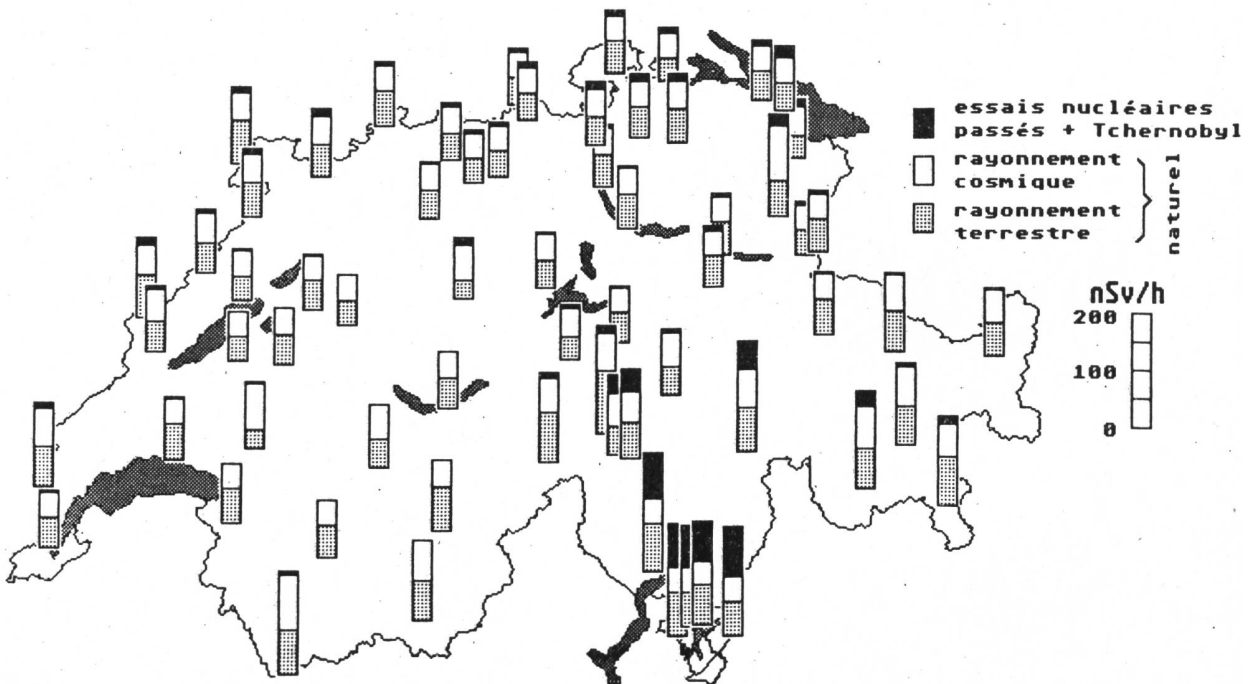 essais nucléaires
passés + Tchernobyl
rayonnement
cosmique
rayonnement
terrestre
naturel
nSv/h
200
100
0